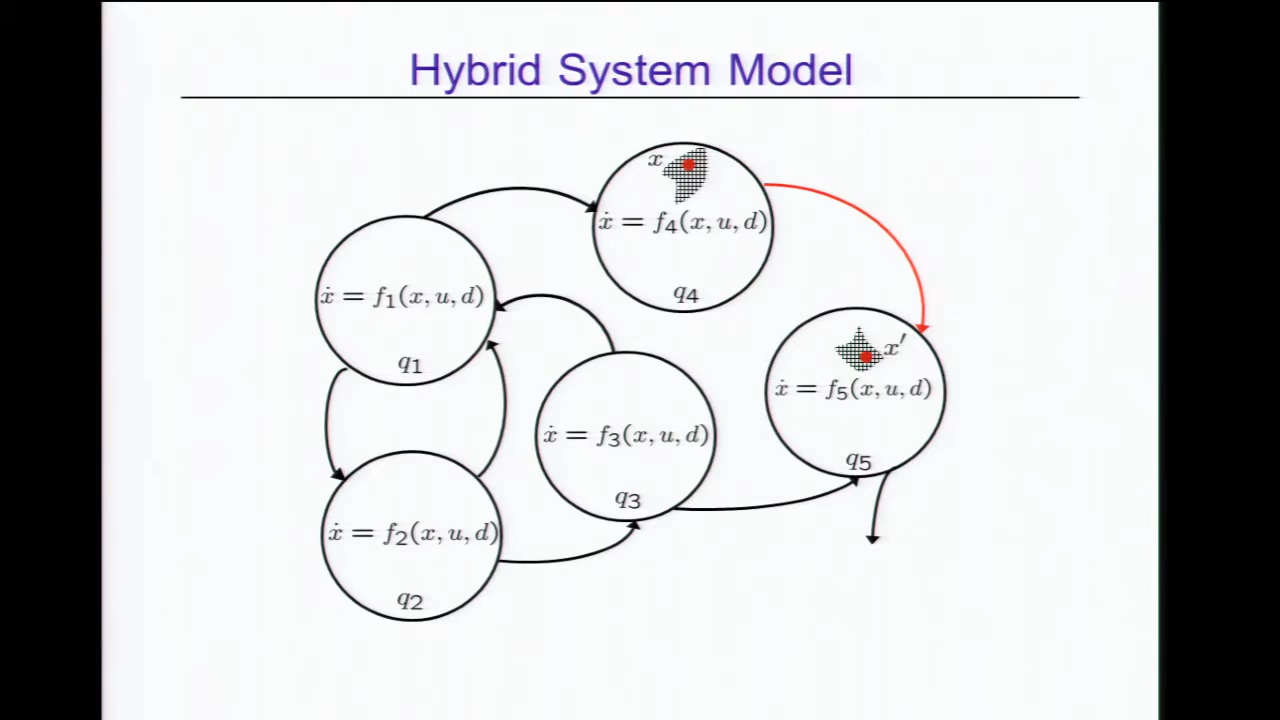 Hybrid System Model
x
ẋ = f₄(x, u, d)
q₄
ẋ = f₁(x, u, d)
q₁
x′
ẋ = f₅(x, u, d)
q₅
ẋ = f₃(x, u, d)
q₃
ẋ = f₂(x, u, d)
q₂